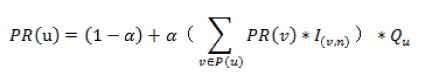 PR(u) = (1 − α) + α ( ∑_{v∈P(u)} PR(v) * I_{(v,n)} ) * Q_u